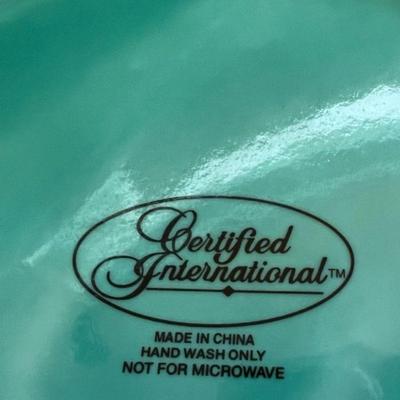 Certified
International™
MADE IN CHINA
HAND WASH ONLY
NOT FOR MICROWAVE